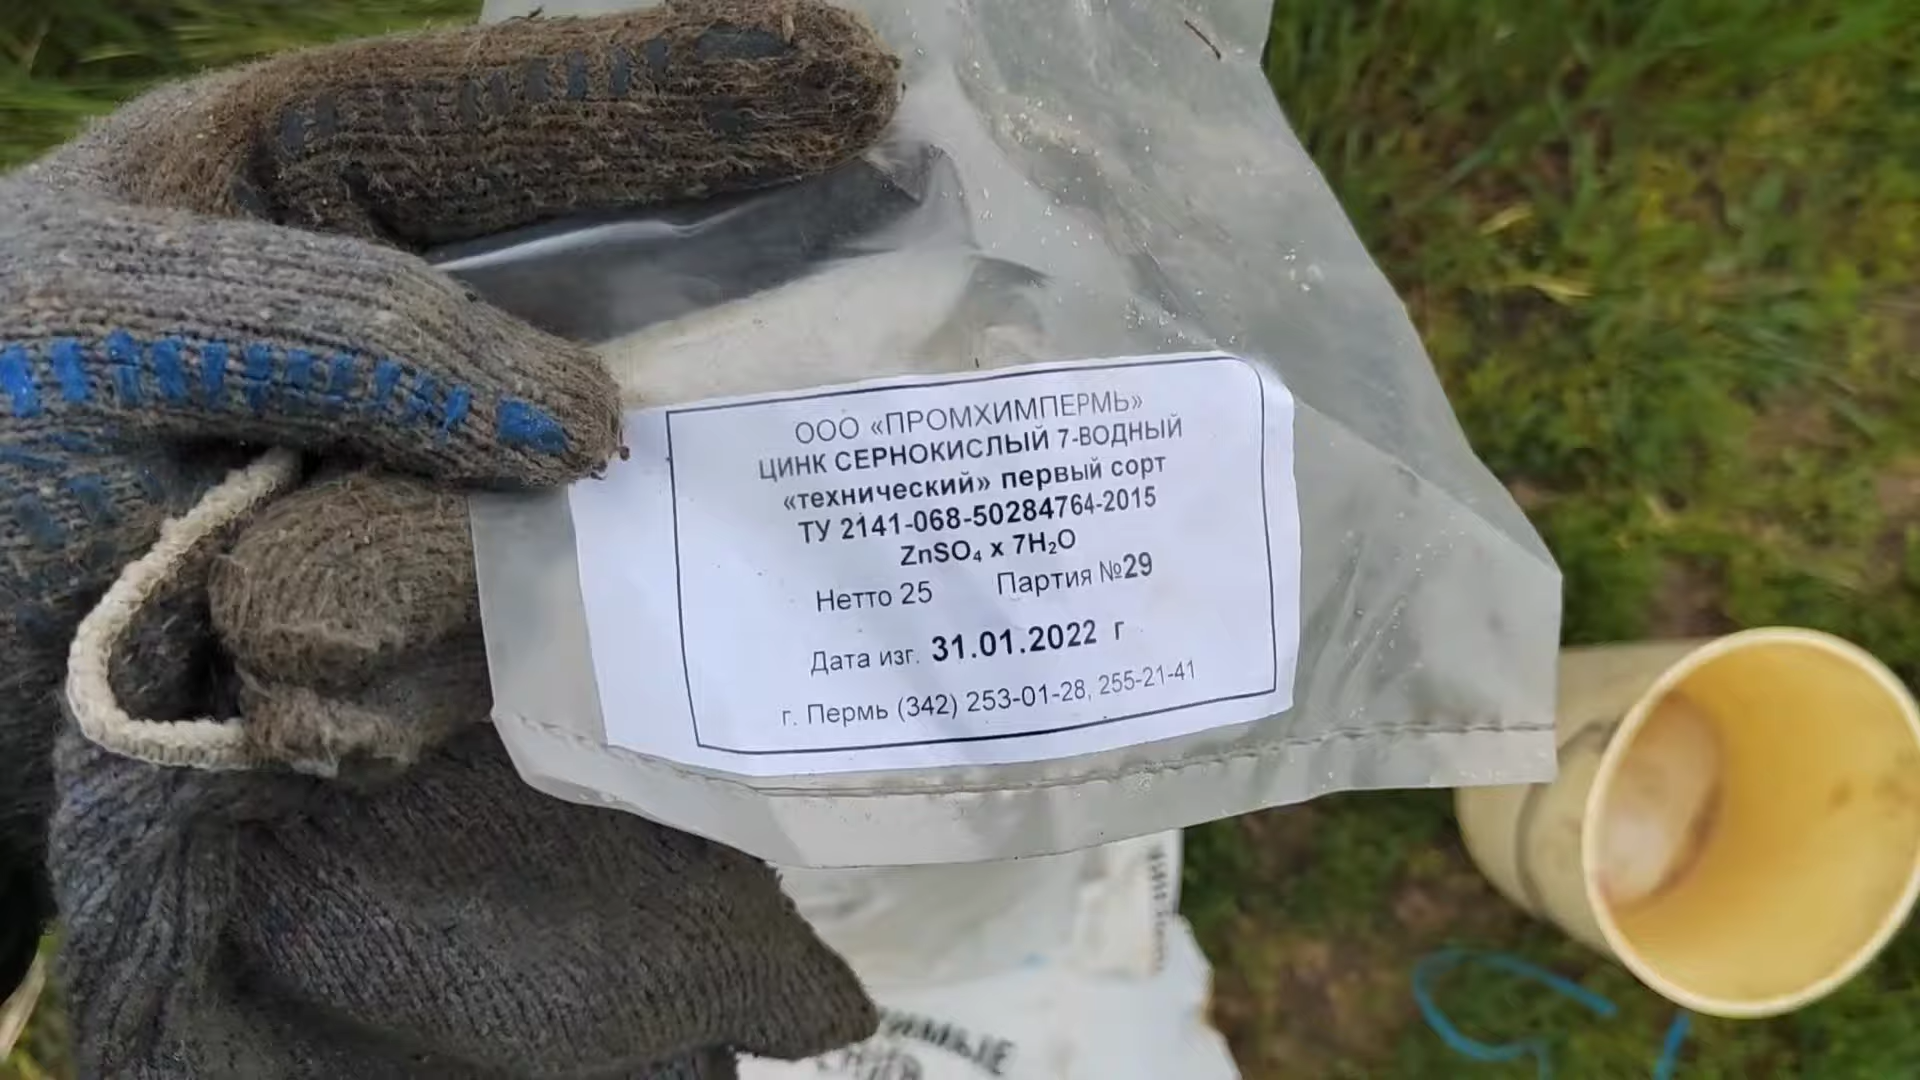 ООО «ПРОМХИМПЕРМЬ»
ЦИНК СЕРНОКИСЛЫЙ 7-ВОДНЫЙ
«технический» первый сорт
ТУ 2141-068-50284764-2015
ZnSO₄ x 7H₂O
Нетто 25 Партия №29
Дата изг. 31.01.2022 г
г. Пермь (342) 253-01-28, 255-21-41